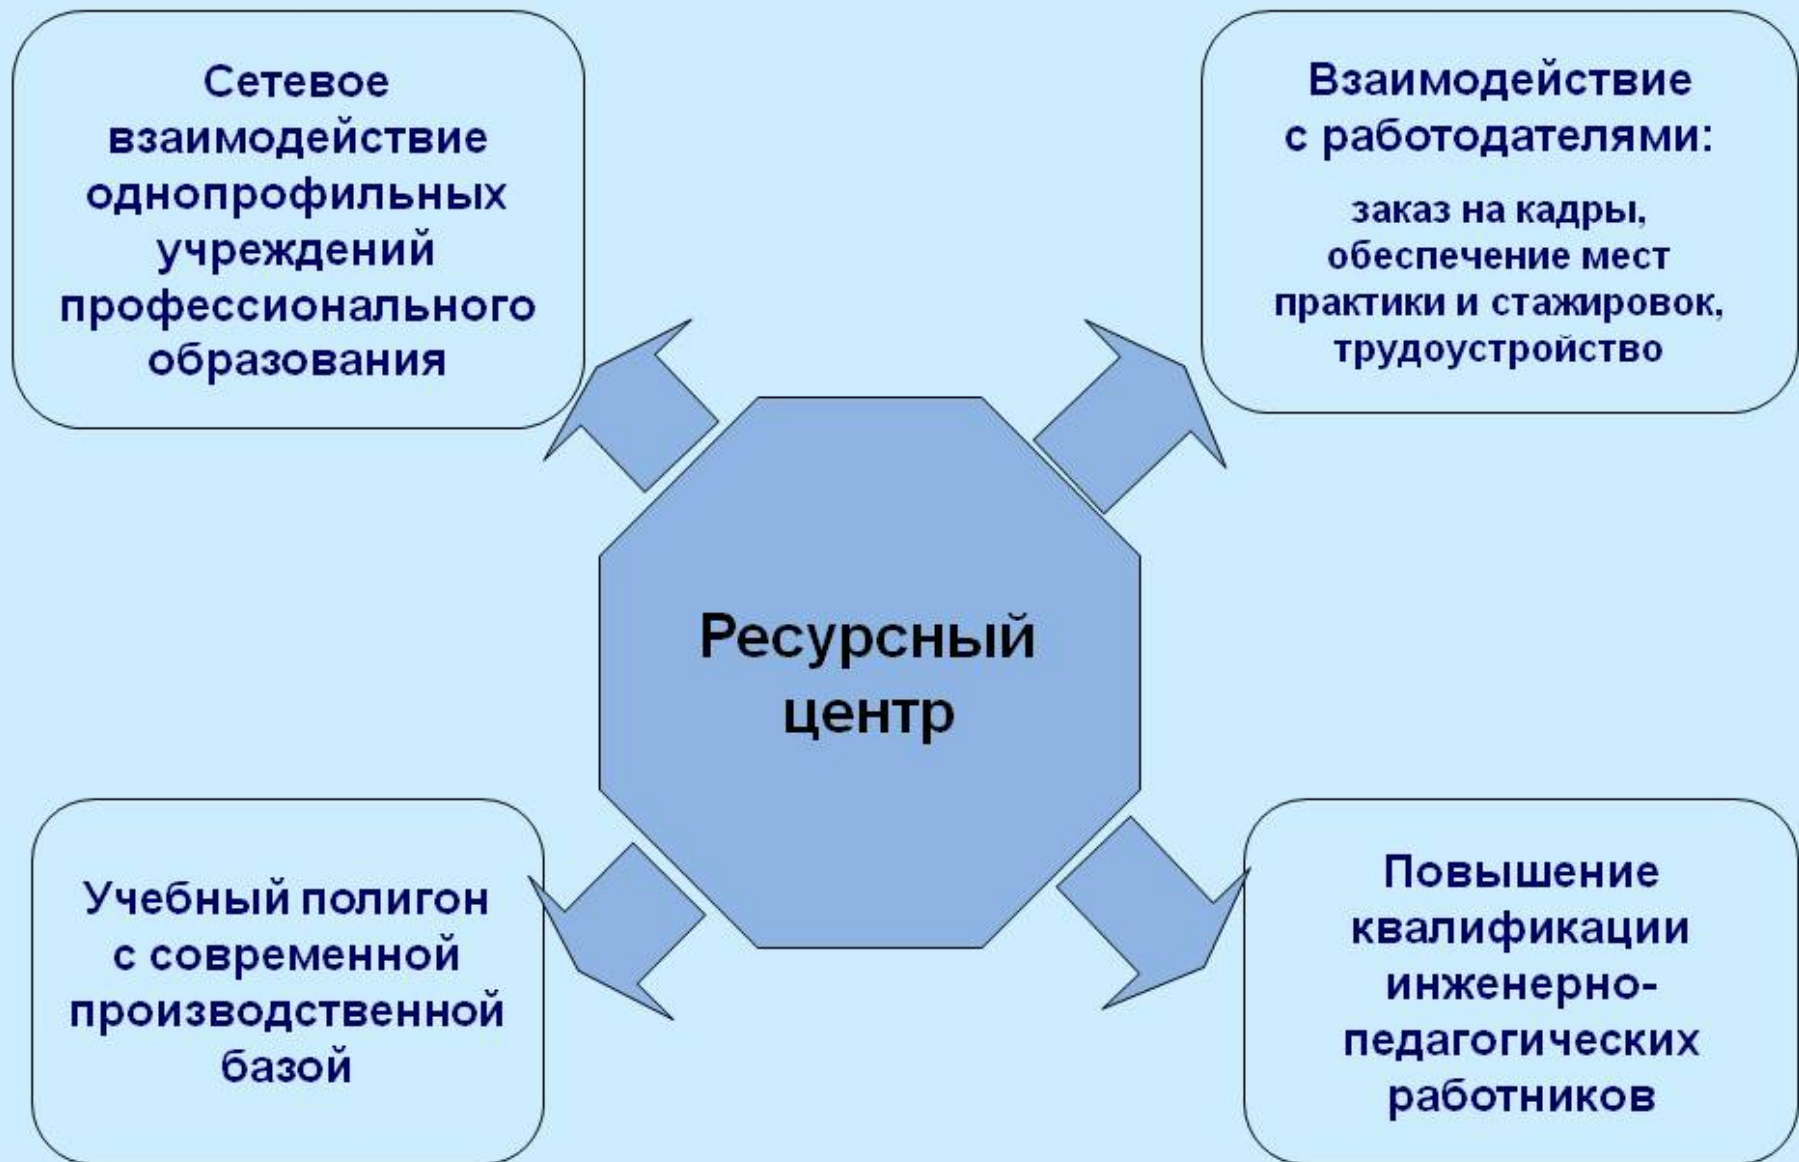 Сетевое
взаимодействие
однопрофильных
учреждений
профессионального
образования
Взаимодействие
с работодателями:
заказ на кадры,
обеспечение мест
практики и стажировок,
трудоустройство
Ресурсный
центр
Учебный полигон
с современной
производственной
базой
Повышение
квалификации
инженерно-
педагогических
работников